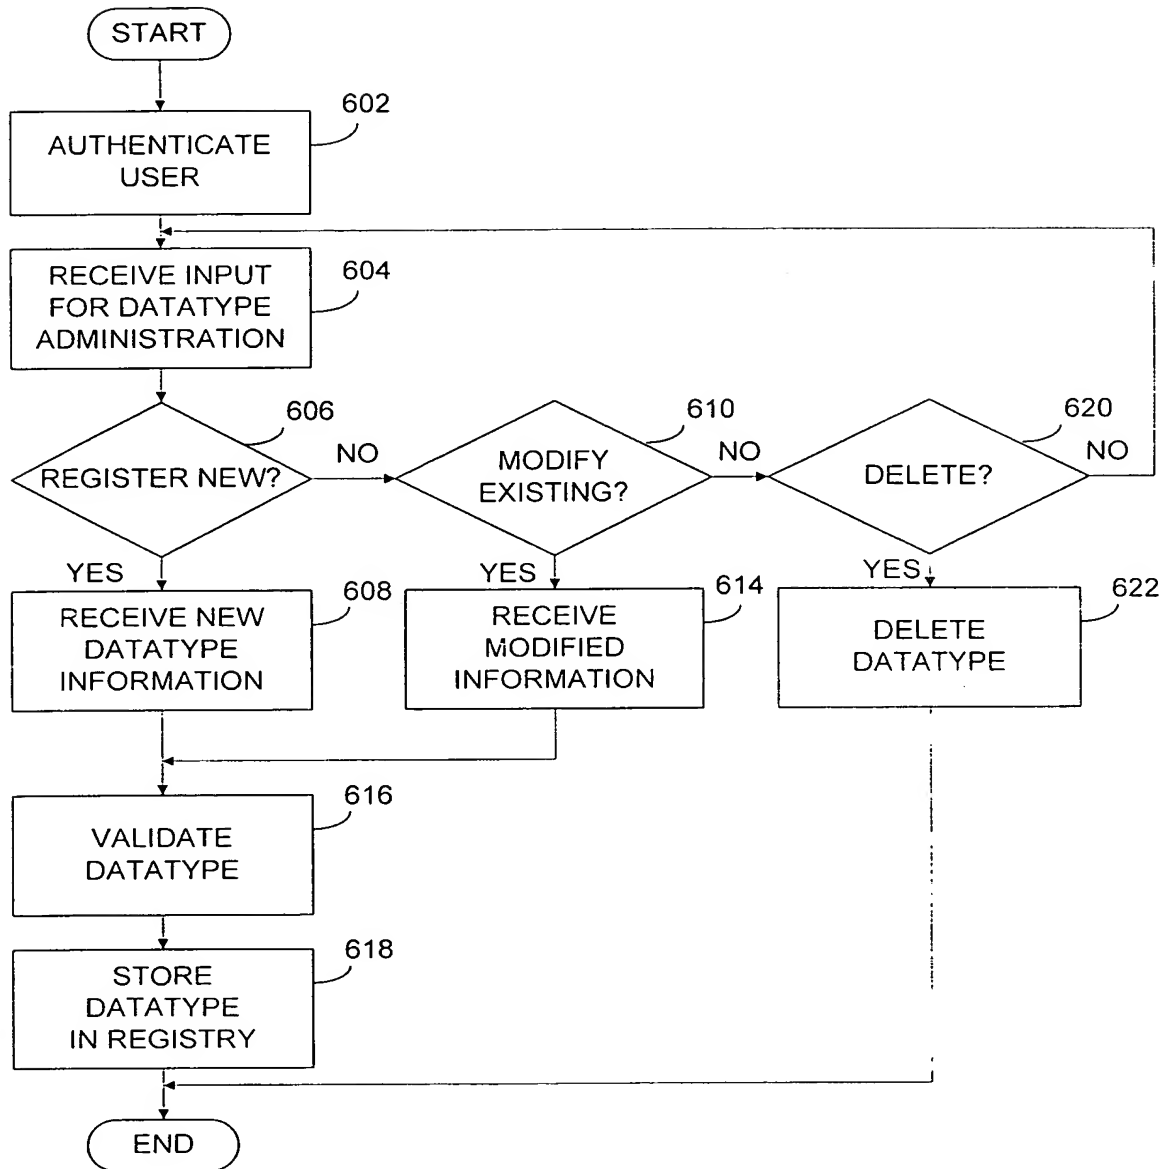 START
602
AUTHENTICATE
USER
RECEIVE INPUT
FOR DATATYPE
ADMINISTRATION
604
606
REGISTER NEW?
NO
610
MODIFY
EXISTING?
NO
620
DELETE?
NO
YES
608
RECEIVE NEW
DATATYPE
INFORMATION
YES
614
RECEIVE
MODIFIED
INFORMATION
YES
622
DELETE
DATATYPE
616
VALIDATE
DATATYPE
618
STORE
DATATYPE
IN REGISTRY
END